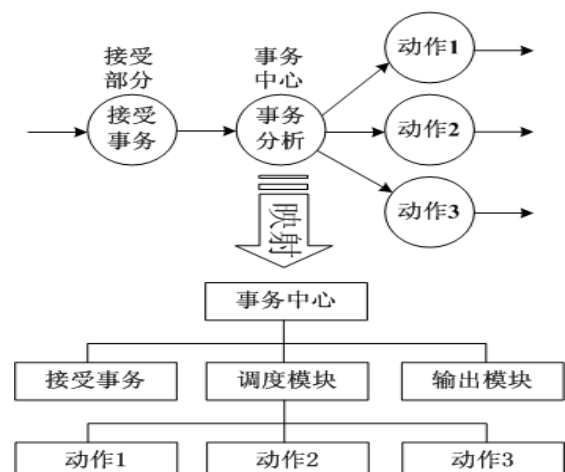 接受
部分
接受
事务
事务
中心
事务
分析
动作1
动作2
动作3
映射
事务中心
接受事务
调度模块
输出模块
动作1
动作2
动作3